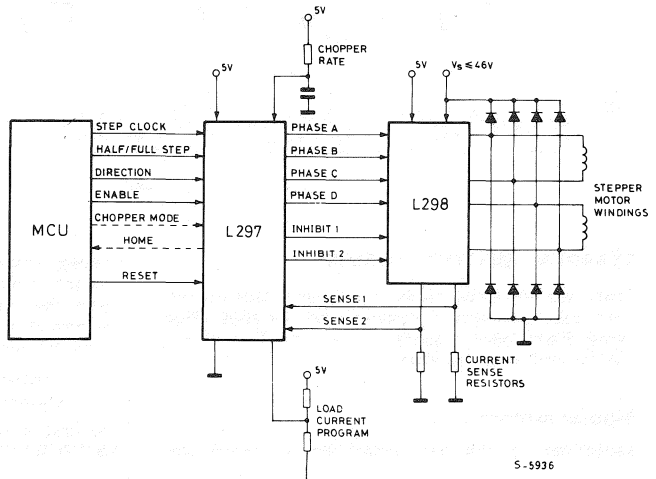 5V
CHOPPER
RATE
5V
5V
Vs ≤ 46V
STEP CLOCK
HALF/FULL STEP
DIRECTION
ENABLE
CHOPPER MODE
HOME
RESET
MCU
L297
PHASE A
PHASE B
PHASE C
PHASE D
INHIBIT 1
INHIBIT 2
SENSE 1
SENSE 2
L298
STEPPER
MOTOR
WINDINGS
CURRENT
SENSE
RESISTORS
5V
LOAD
CURRENT
PROGRAM
S-5936